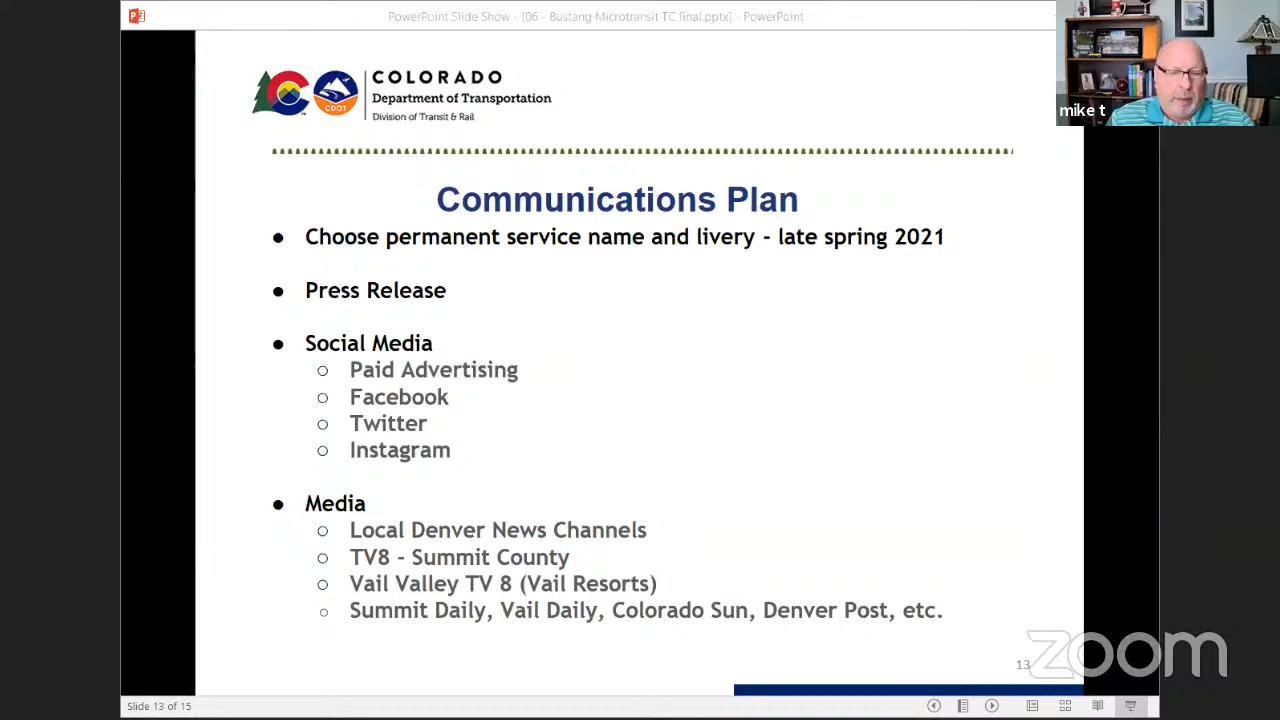 PowerPoint Slide Show - [06 - Bustang Microtransit TC final.pptx] - PowerPoint
mike t
COLORADO
Department of Transportation
Division of Transit & Rail
CDOT
Communications Plan
● Choose permanent service name and livery - late spring 2021
● Press Release
● Social Media
○ Paid Advertising
○ Facebook
○ Twitter
○ Instagram
● Media
○ Local Denver News Channels
○ TV8 - Summit County
○ Vail Valley TV 8 (Vail Resorts)
○ Summit Daily, Vail Daily, Colorado Sun, Denver Post, etc.
13
zoom
Slide 13 of 15